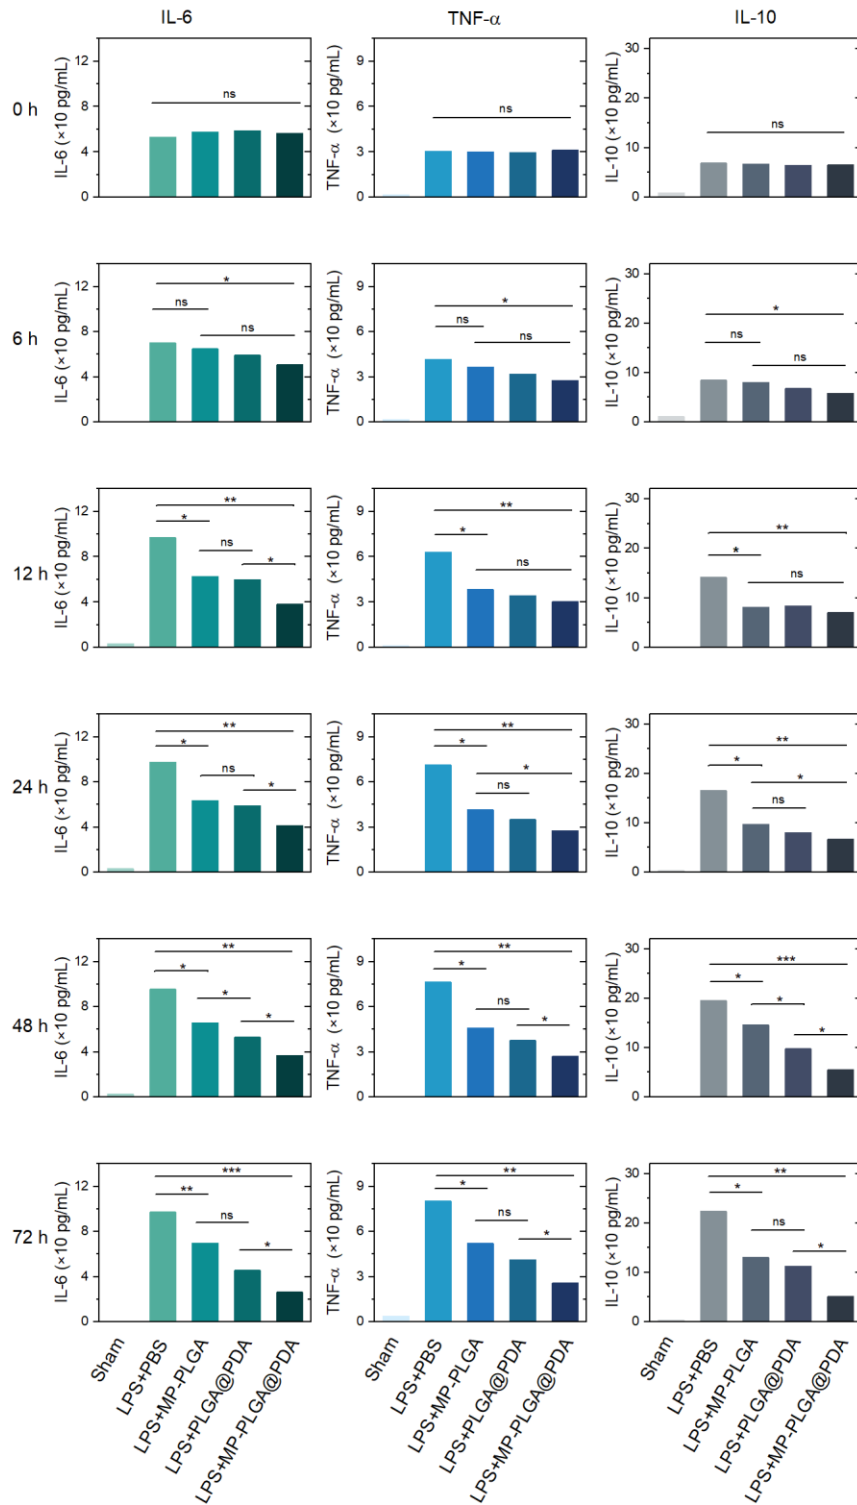 IL-6 TNF-α IL-10
0 h
IL-6 (×10 pg/mL)
12
8
4
0
ns
TNF-α (×10 pg/mL)
9
6
3
0
ns
IL-10 (×10 pg/mL)
30
20
10
0
ns
6 h
IL-6 (×10 pg/mL)
12
8
4
0
*
ns
ns
TNF-α (×10 pg/mL)
9
6
3
0
*
ns
ns
IL-10 (×10 pg/mL)
30
20
10
0
*
ns
ns
12 h
IL-6 (×10 pg/mL)
12
8
4
0
**
*
ns
*
TNF-α (×10 pg/mL)
9
6
3
0
**
*
ns
IL-10 (×10 pg/mL)
30
20
10
0
**
*
ns
24 h
IL-6 (×10 pg/mL)
12
8
4
0
**
*
ns
*
TNF-α (×10 pg/mL)
9
6
3
0
**
*
*
ns
IL-10 (×10 pg/mL)
30
20
10
0
**
*
*
ns
48 h
IL-6 (×10 pg/mL)
12
8
4
0
**
*
*
*
TNF-α (×10 pg/mL)
9
6
3
0
**
*
ns
*
IL-10 (×10 pg/mL)
30
20
10
0
***
*
*
*
72 h
IL-6 (×10 pg/mL)
12
8
4
0
***
**
ns
*
TNF-α (×10 pg/mL)
9
6
3
0
**
*
ns
*
IL-10 (×10 pg/mL)
30
20
10
0
**
*
ns
*
Sham
LPS+PBS
LPS+MP-PLGA
LPS+PLGA@PDA
LPS+MP-PLGA@PDA
Sham
LPS+PBS
LPS+MP-PLGA
LPS+PLGA@PDA
LPS+MP-PLGA@PDA
Sham
LPS+PBS
LPS+MP-PLGA
LPS+PLGA@PDA
LPS+MP-PLGA@PDA